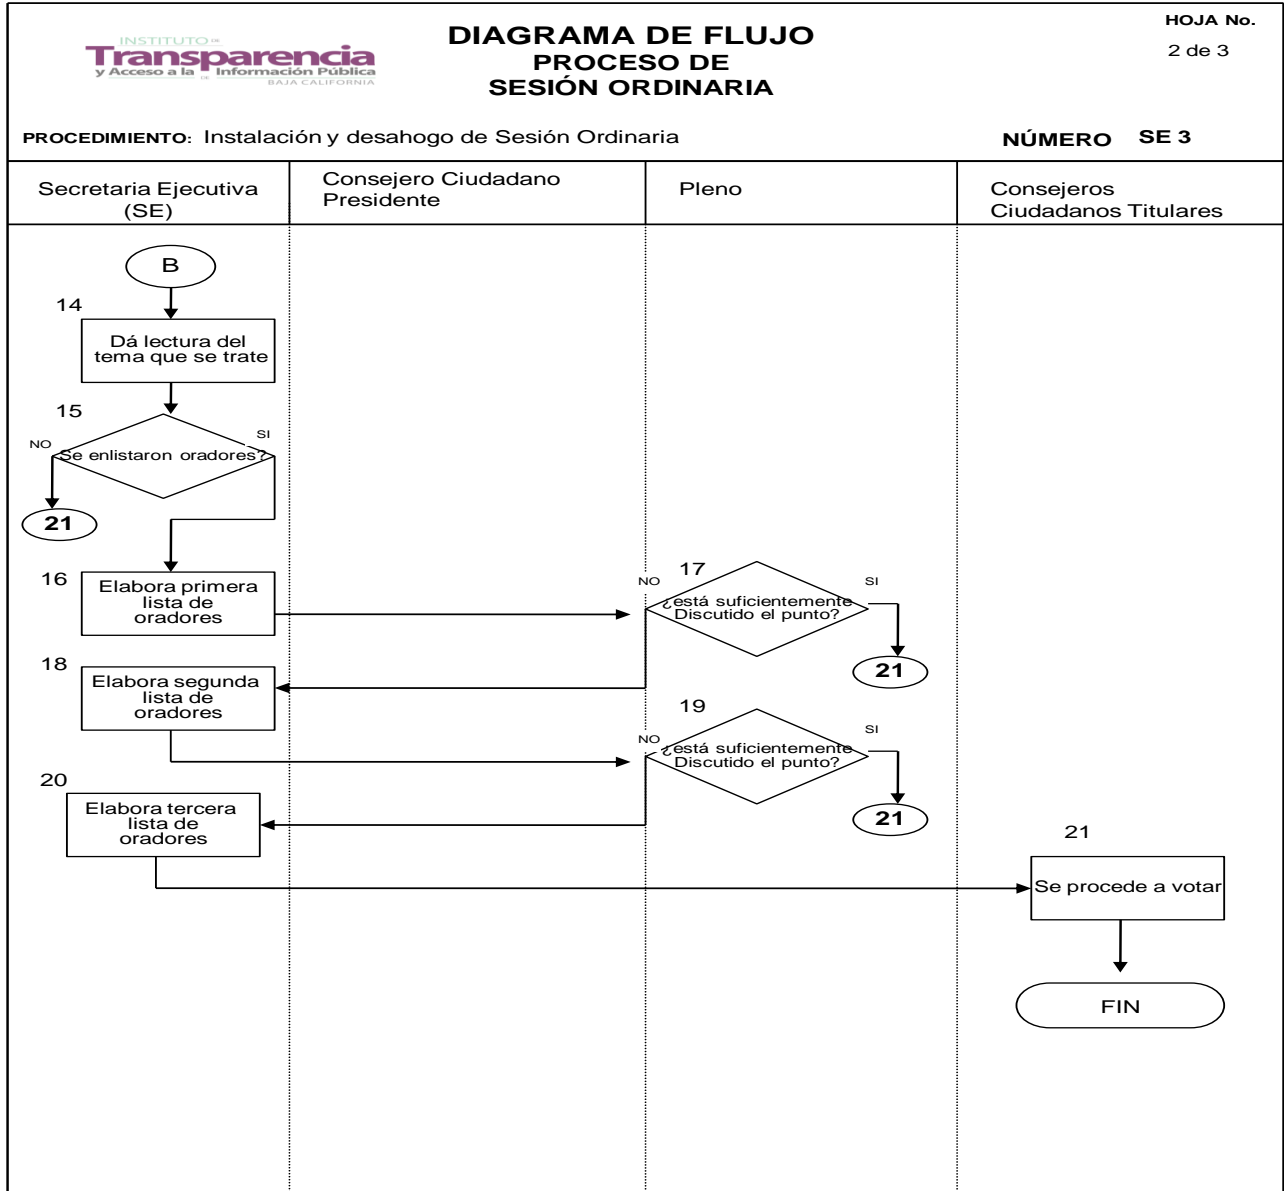 INSTITUTO DE
Transparencia
y Acceso a la Información Pública
DE
BAJA CALIFORNIA
DIAGRAMA DE FLUJO
PROCESO DE
SESIÓN ORDINARIA
HOJA No.
2 de 3
PROCEDIMIENTO: Instalación y desahogo de Sesión Ordinaria
NÚMERO SE 3
Secretaria Ejecutiva
(SE)
Consejero Ciudadano
Presidente
Pleno
Consejeros
Ciudadanos Titulares
B
14
Dá lectura del
tema que se trate
15
NO
SI
Se enlistaron oradores?
21
16
Elabora primera
lista de
oradores
17
NO
SI
¿está suficientemente
Discutido el punto?
21
18
Elabora segunda
lista de
oradores
19
NO
SI
¿está suficientemente
Discutido el punto?
21
20
Elabora tercera
lista de
oradores
21
Se procede a votar
FIN